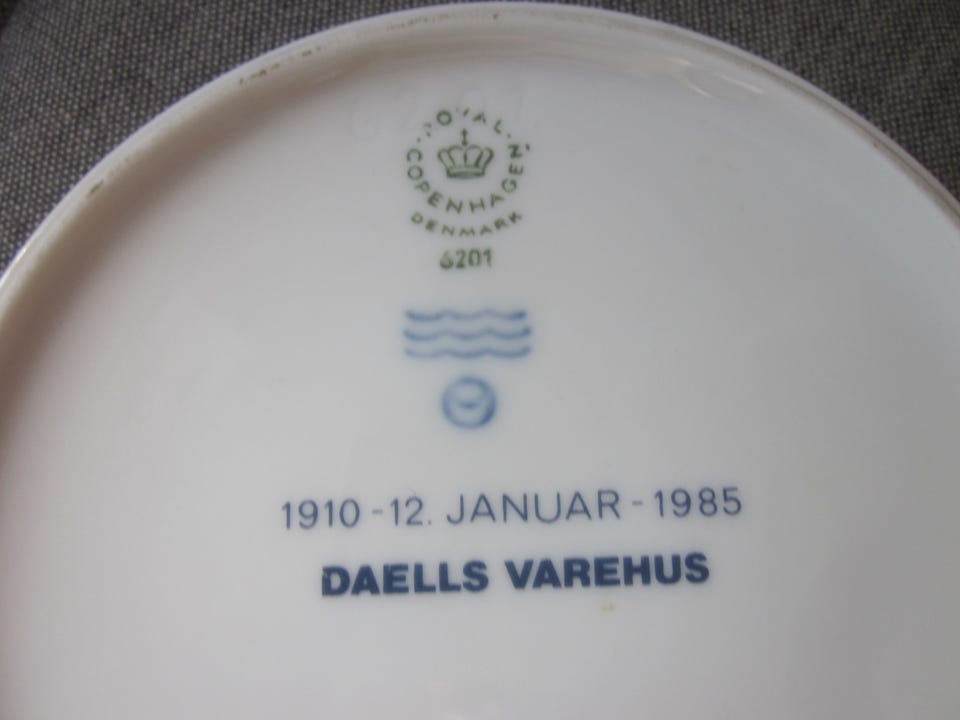 ROYAL
COPENHAGEN
DENMARK
6201
1910 - 12. JANUAR - 1985
DAELLS VAREHUS